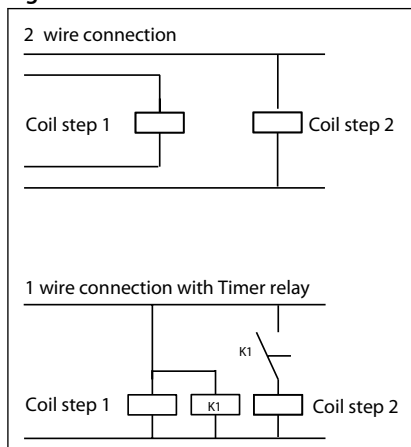 2 wire connection
Coil step 1
Coil step 2
1 wire connection with Timer relay
K1
Coil step 1
K1
Coil step 2